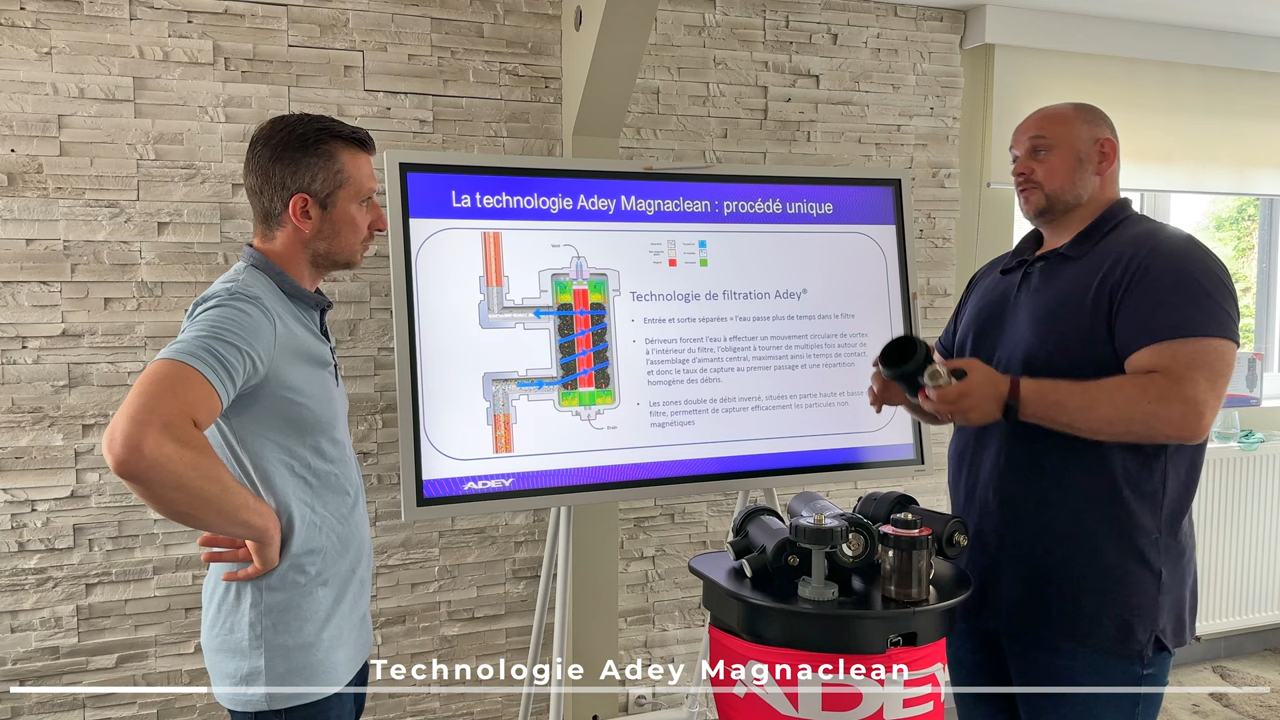 La technologie Adey Magnaclean : procédé unique
Vent
Technologie de filtration Adey®
• Entrée et sortie séparées = l'eau passe plus de temps dans le filtre
• Dériveurs forcent l'eau à effectuer un mouvement circulaire de vortex
à l'intérieur du filtre, l'obligeant à tourner de multiples fois autour de
l'assemblage d'aimants central, maximisant ainsi le temps de contact,
et donc le taux de capture au premier passage et une répartition
homogène des débris.
• Les zones double de débit inversé, situées en partie haute et basse
filtre, permettent de capturer efficacement les particules non
magnétiques
Drain
ADEY
Technologie Adey Magnaclean
ADEY